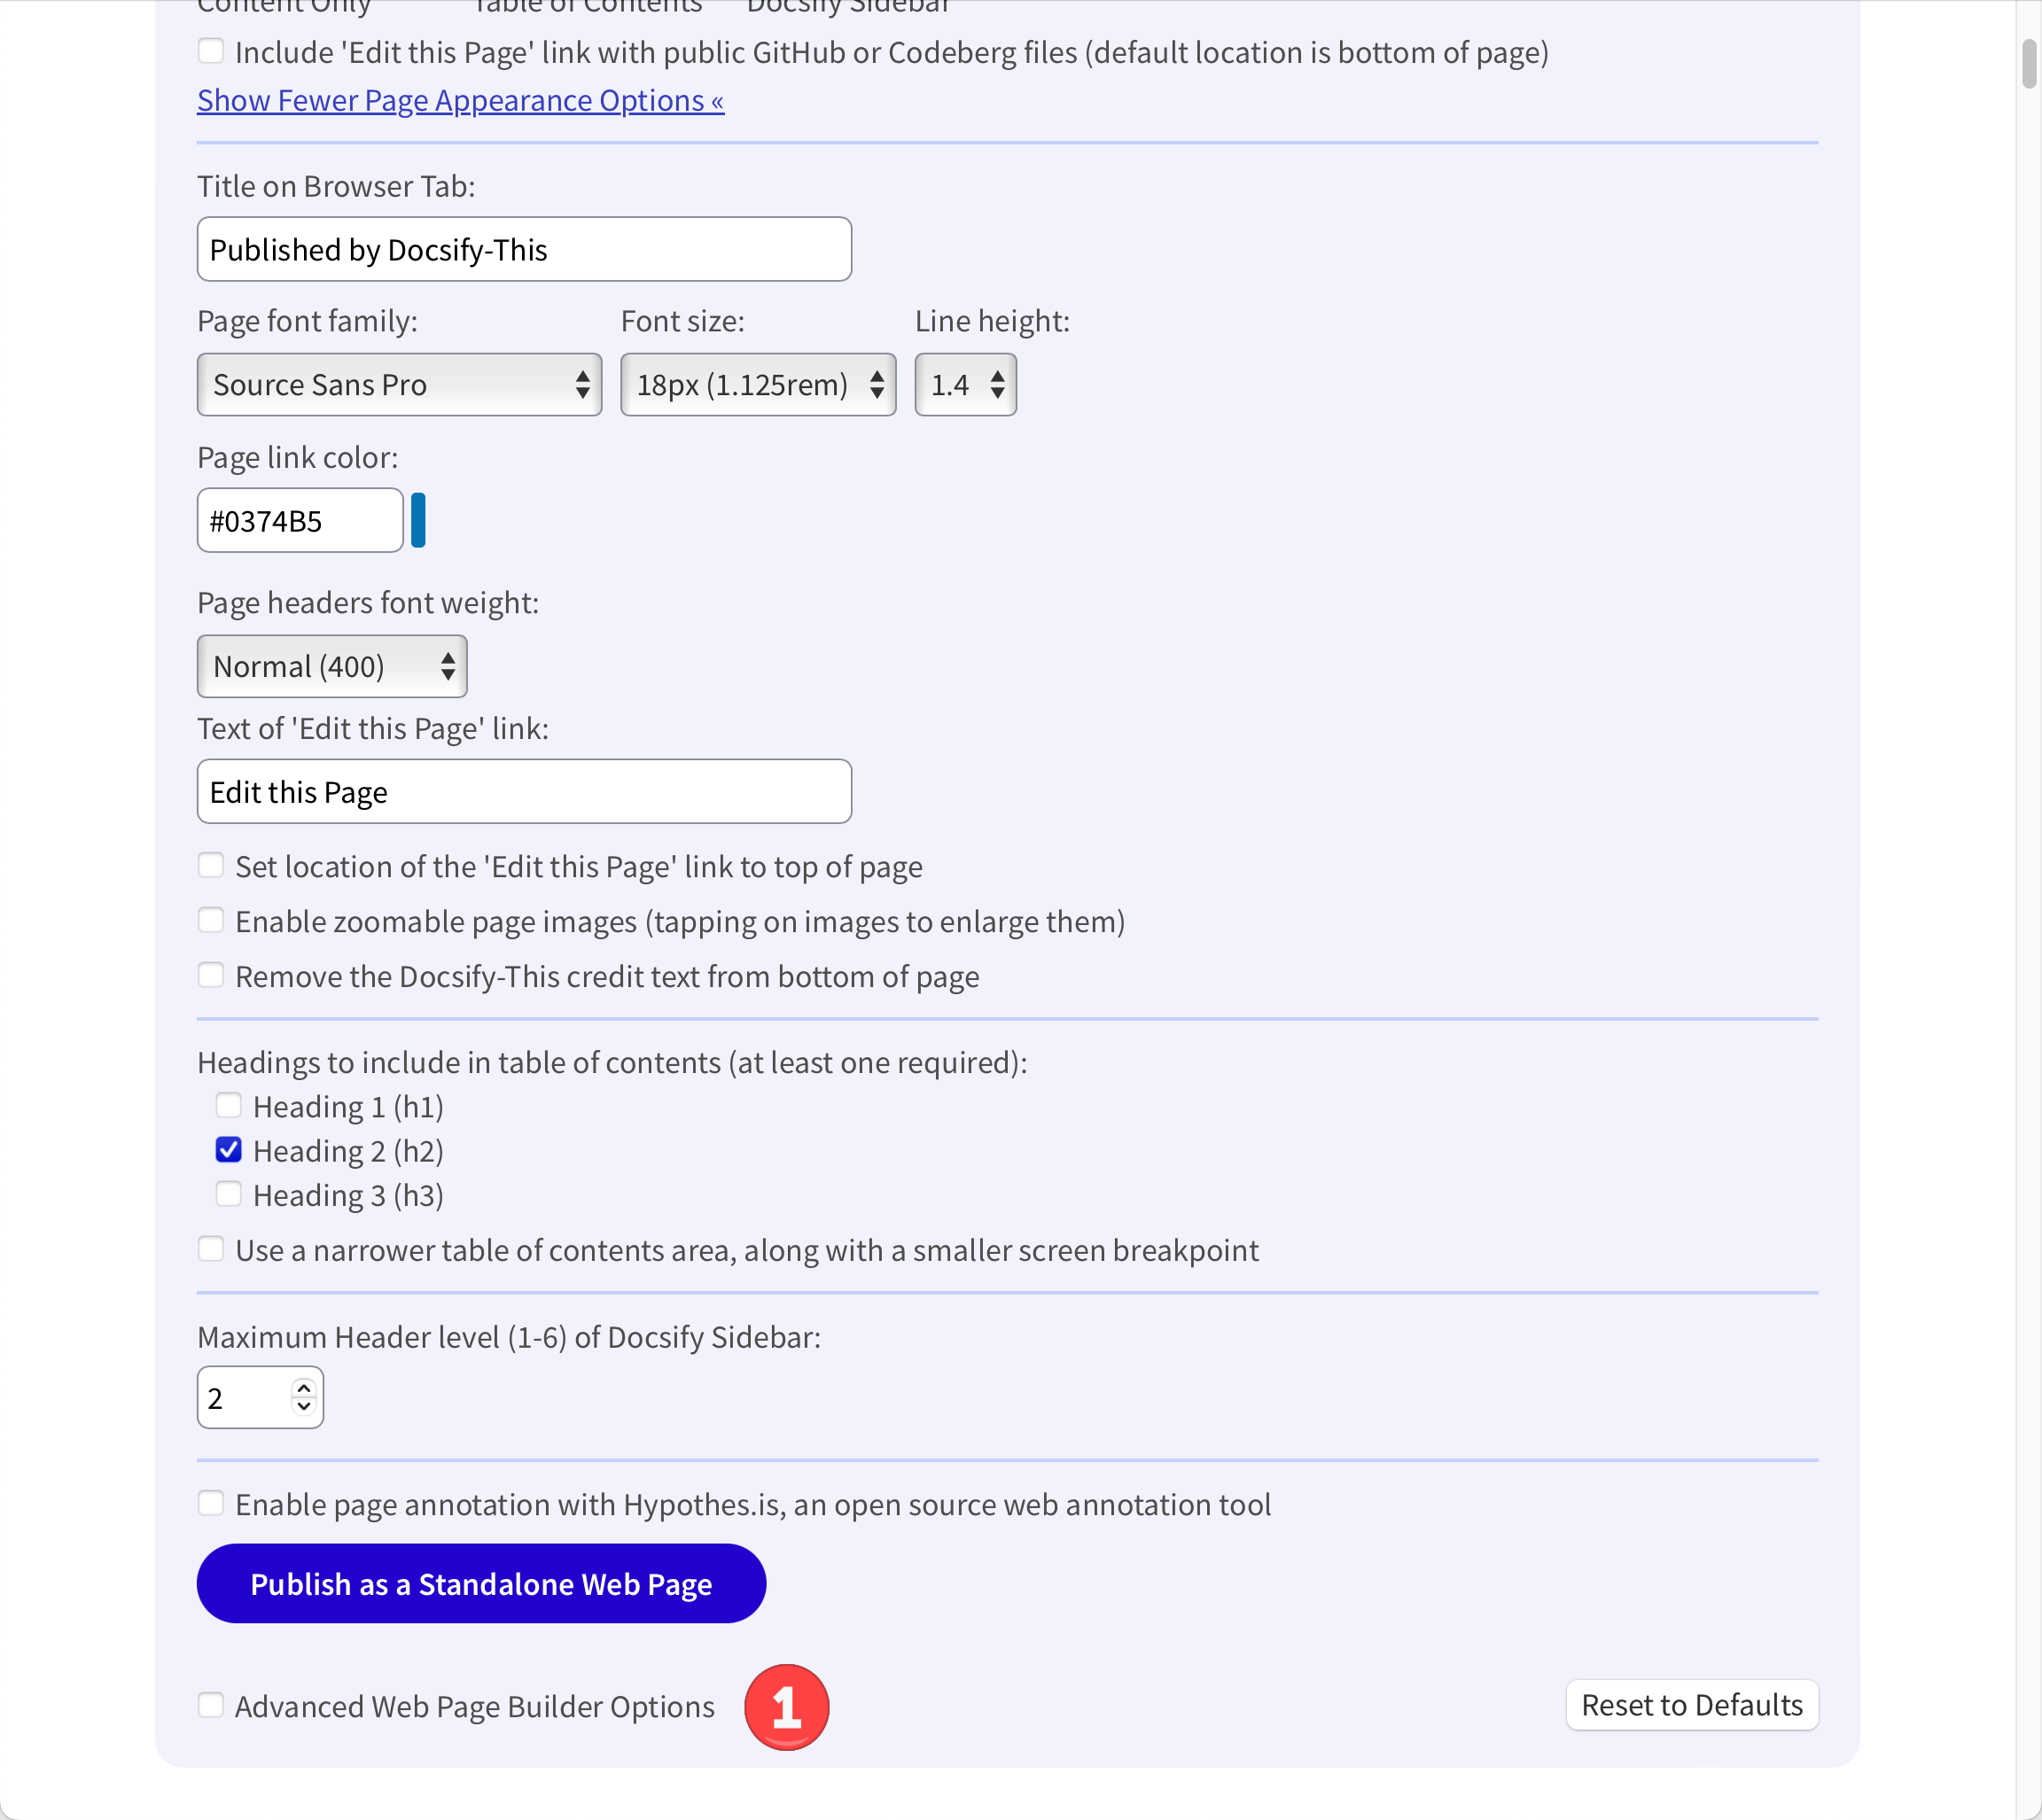 Content Only Table of Contents Docsify Sidebar
Include 'Edit this Page' link with public GitHub or Codeberg files (default location is bottom of page)
Show Fewer Page Appearance Options «
Title on Browser Tab:
Published by Docsify-This
Page font family: Font size: Line height:
Source Sans Pro 18px (1.125rem) 1.4
Page link color:
#0374B5
Page headers font weight:
Normal (400)
Text of 'Edit this Page' link:
Edit this Page
Set location of the 'Edit this Page' link to top of page
Enable zoomable page images (tapping on images to enlarge them)
Remove the Docsify-This credit text from bottom of page
Headings to include in table of contents (at least one required):
Heading 1 (h1)
Heading 2 (h2)
Heading 3 (h3)
Use a narrower table of contents area, along with a smaller screen breakpoint
Maximum Header level (1-6) of Docsify Sidebar:
2
Enable page annotation with Hypothes.is, an open source web annotation tool
Publish as a Standalone Web Page
Advanced Web Page Builder Options 1 Reset to Defaults